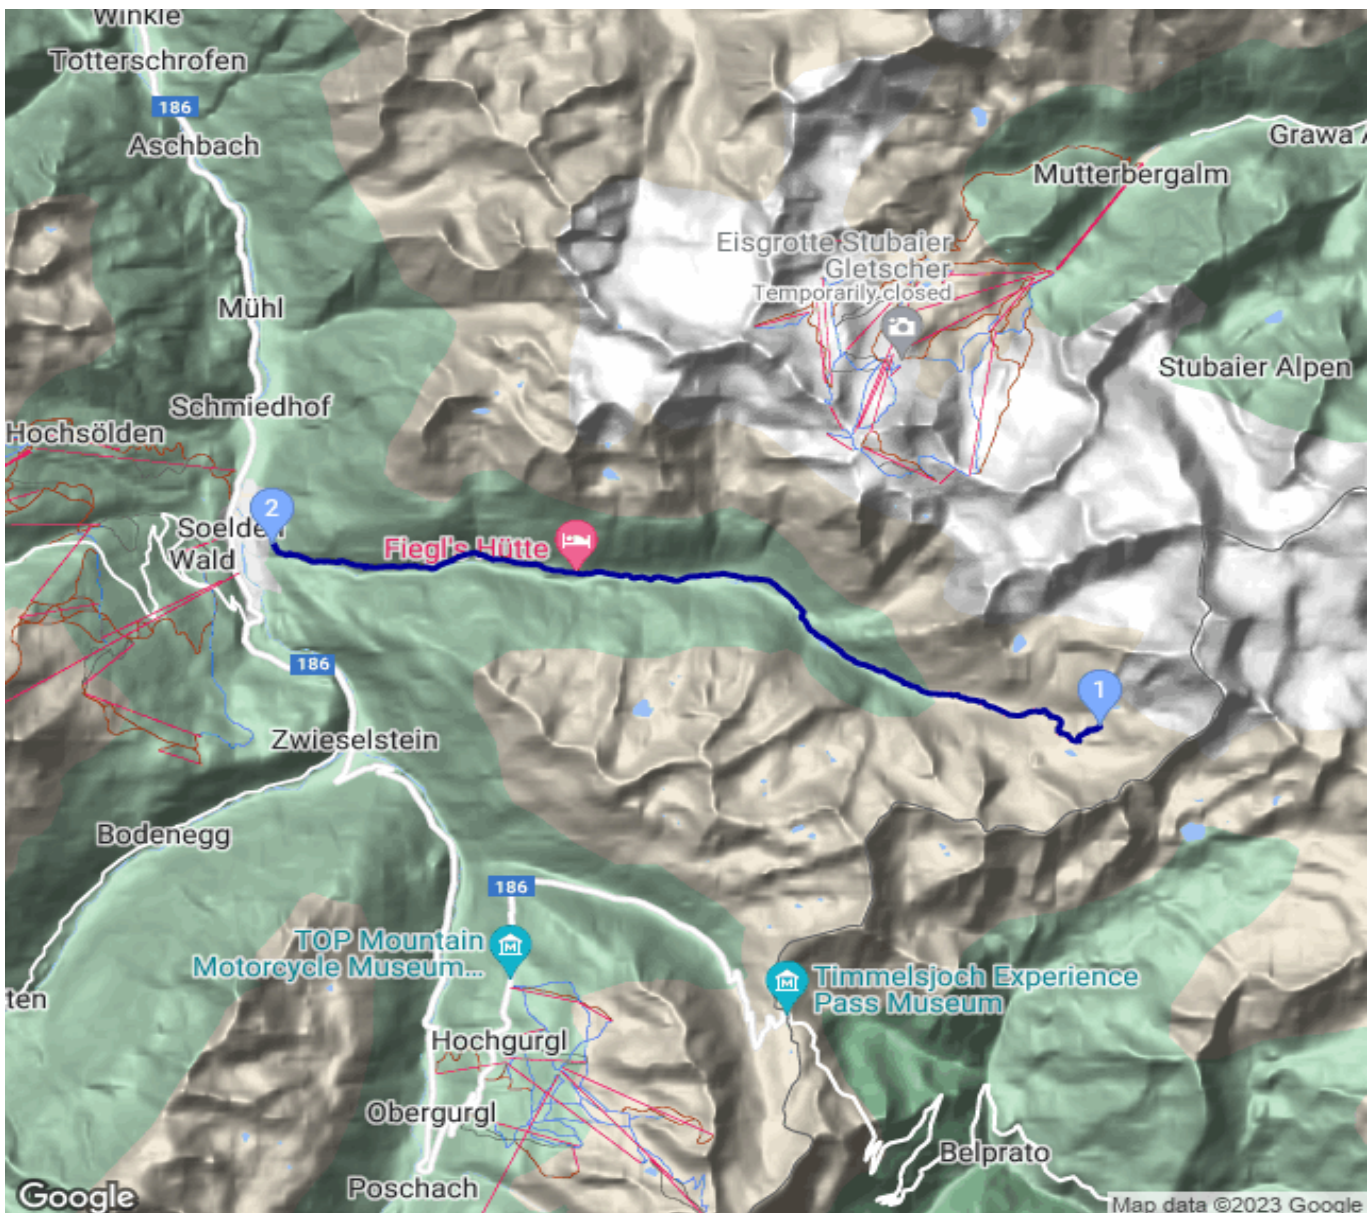 Winkle
Totterschrofen
186
Aschbach
Grawa A
Mutterbergalm
Eisgrotte Stubaier
Gletscher
Temporarily closed
Mühl
Stubaier Alpen
Schmiedhof
Hochsölden
2
Soelden
Wald
Fiegl's Hütte
186
1
Zwieselstein
Bodenegg
186
TOP Mountain
Motorcycle Museum...
Timmelsjoch Experience
Pass Museum
ten
Hochgurgl
Obergurgl
Belprato
Poschach
Google
Map data ©2023 Google